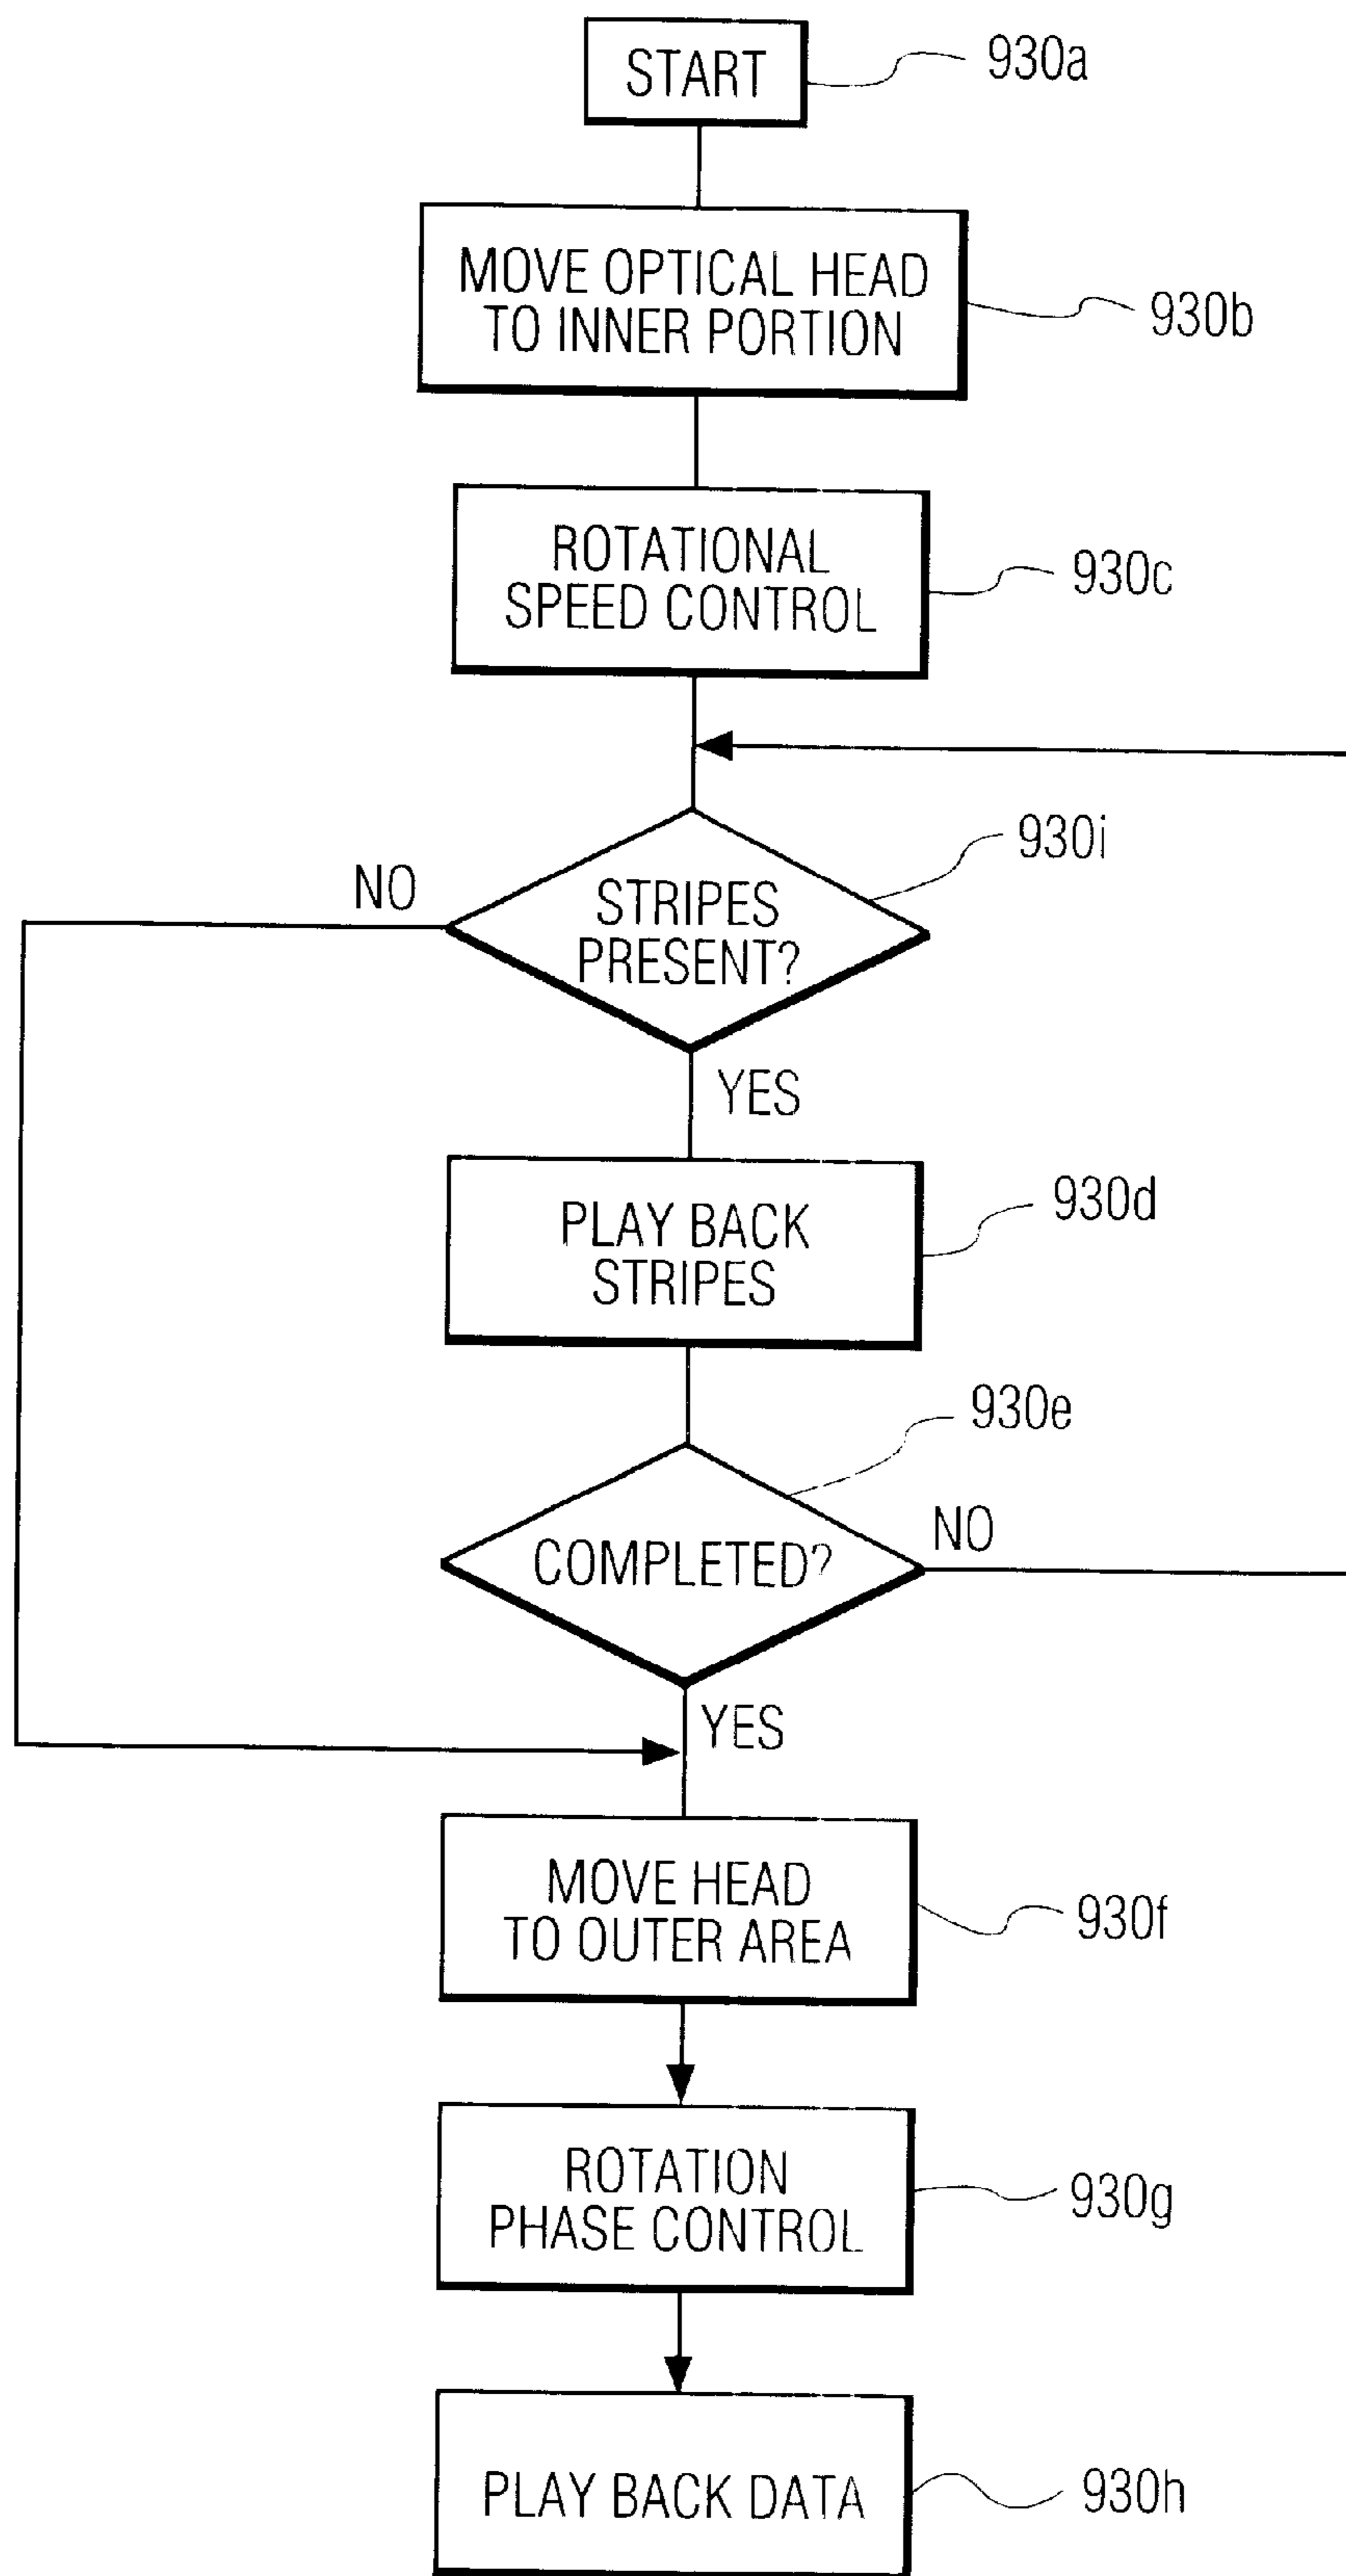 START
930a
MOVE OPTICAL HEAD
TO INNER PORTION
930b
ROTATIONAL
SPEED CONTROL
930c
930i
NO
STRIPES
PRESENT?
YES
930d
PLAY BACK
STRIPES
930e
NO
COMPLETED?
YES
MOVE HEAD
TO OUTER AREA
930f
ROTATION
PHASE CONTROL
930g
PLAY BACK DATA
930h